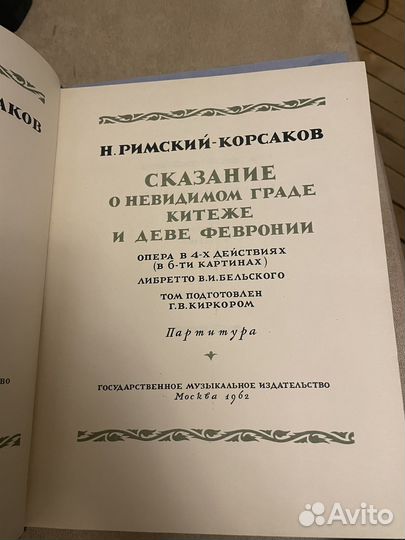 АКОВ
ВО
Н. РИМСКИЙ-КОРСАКОВ
СКАЗАНИЕ
О НЕВИДИМОМ ГРАДЕ
КИТЕЖЕ
И ДЕВЕ ФЕВРОНИИ
ОПЕРА В 4-Х ДЕЙСТВИЯХ
(В 6-ТИ КАРТИНАХ)
ЛИБРЕТТО В.И. БЕЛЬСКОГО
ТОМ ПОДГОТОВЛЕН
Г.В. КИРКОРОМ
Партитура
ГОСУДАРСТВЕННОЕ МУЗЫКАЛЬНОЕ ИЗДАТЕЛЬСТВО
Москва 1962
Avito